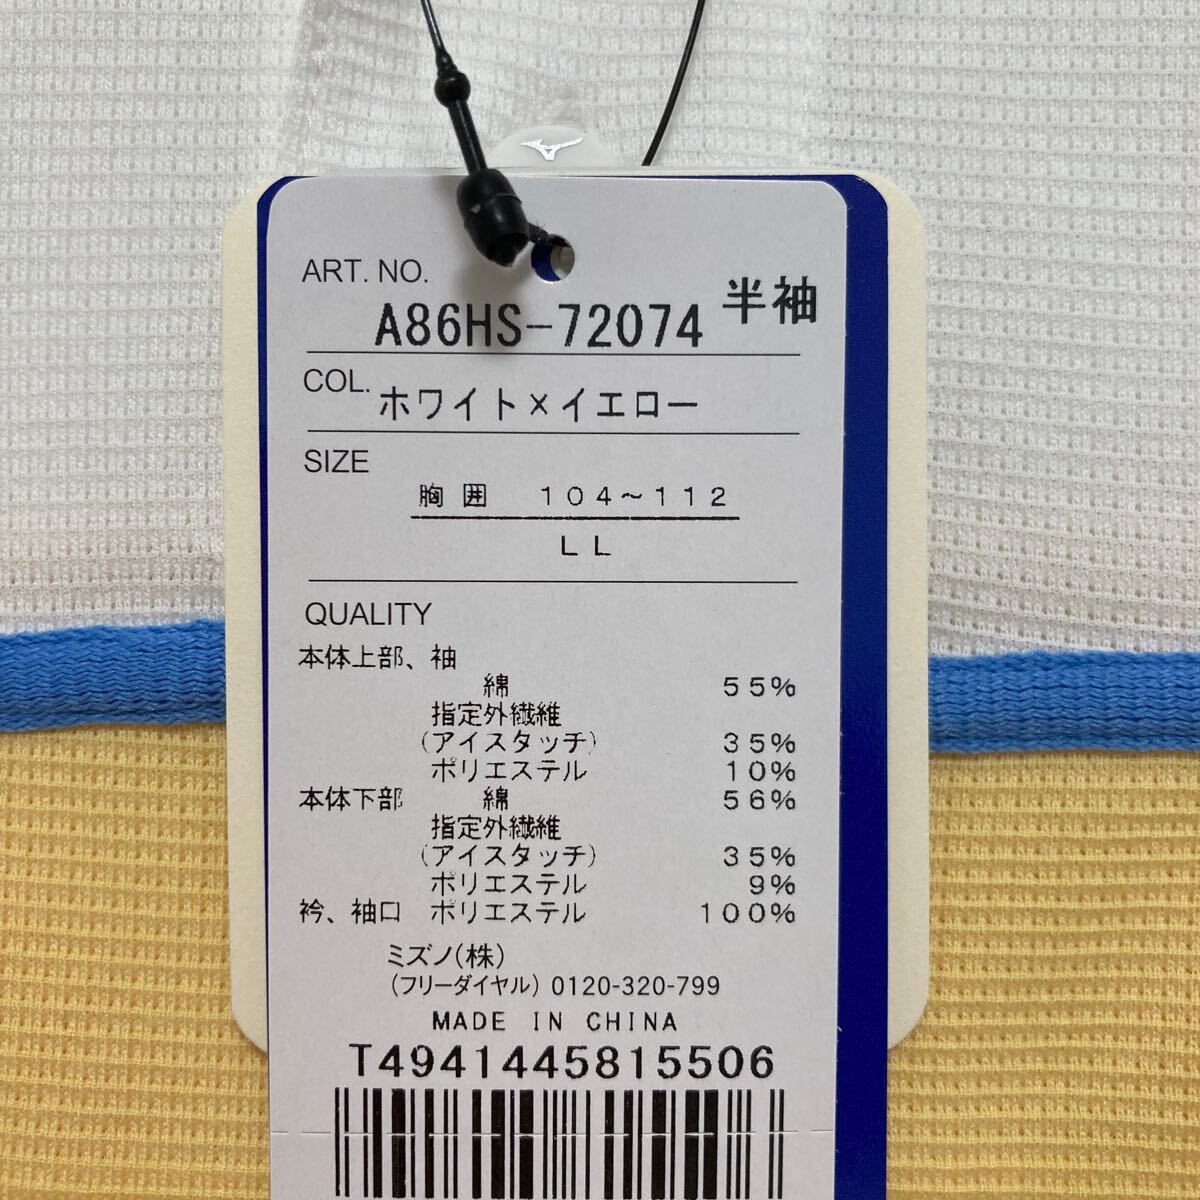 ART. NO.
A86HS-72074 半袖
COL. ホワイト×イエロー
SIZE
胸囲 104~112
LL
QUALITY
本体上部、袖
綿 55%
指定外繊維
(アイスタッチ) 35%
ポリエステル 10%
本体下部 綿 56%
指定外繊維
(アイスタッチ) 35%
ポリエステル 9%
衿、袖口 ポリエステル 100%
ミズノ(株)
(フリーダイヤル) 0120-320-799
MADE IN CHINA
T4941445815506